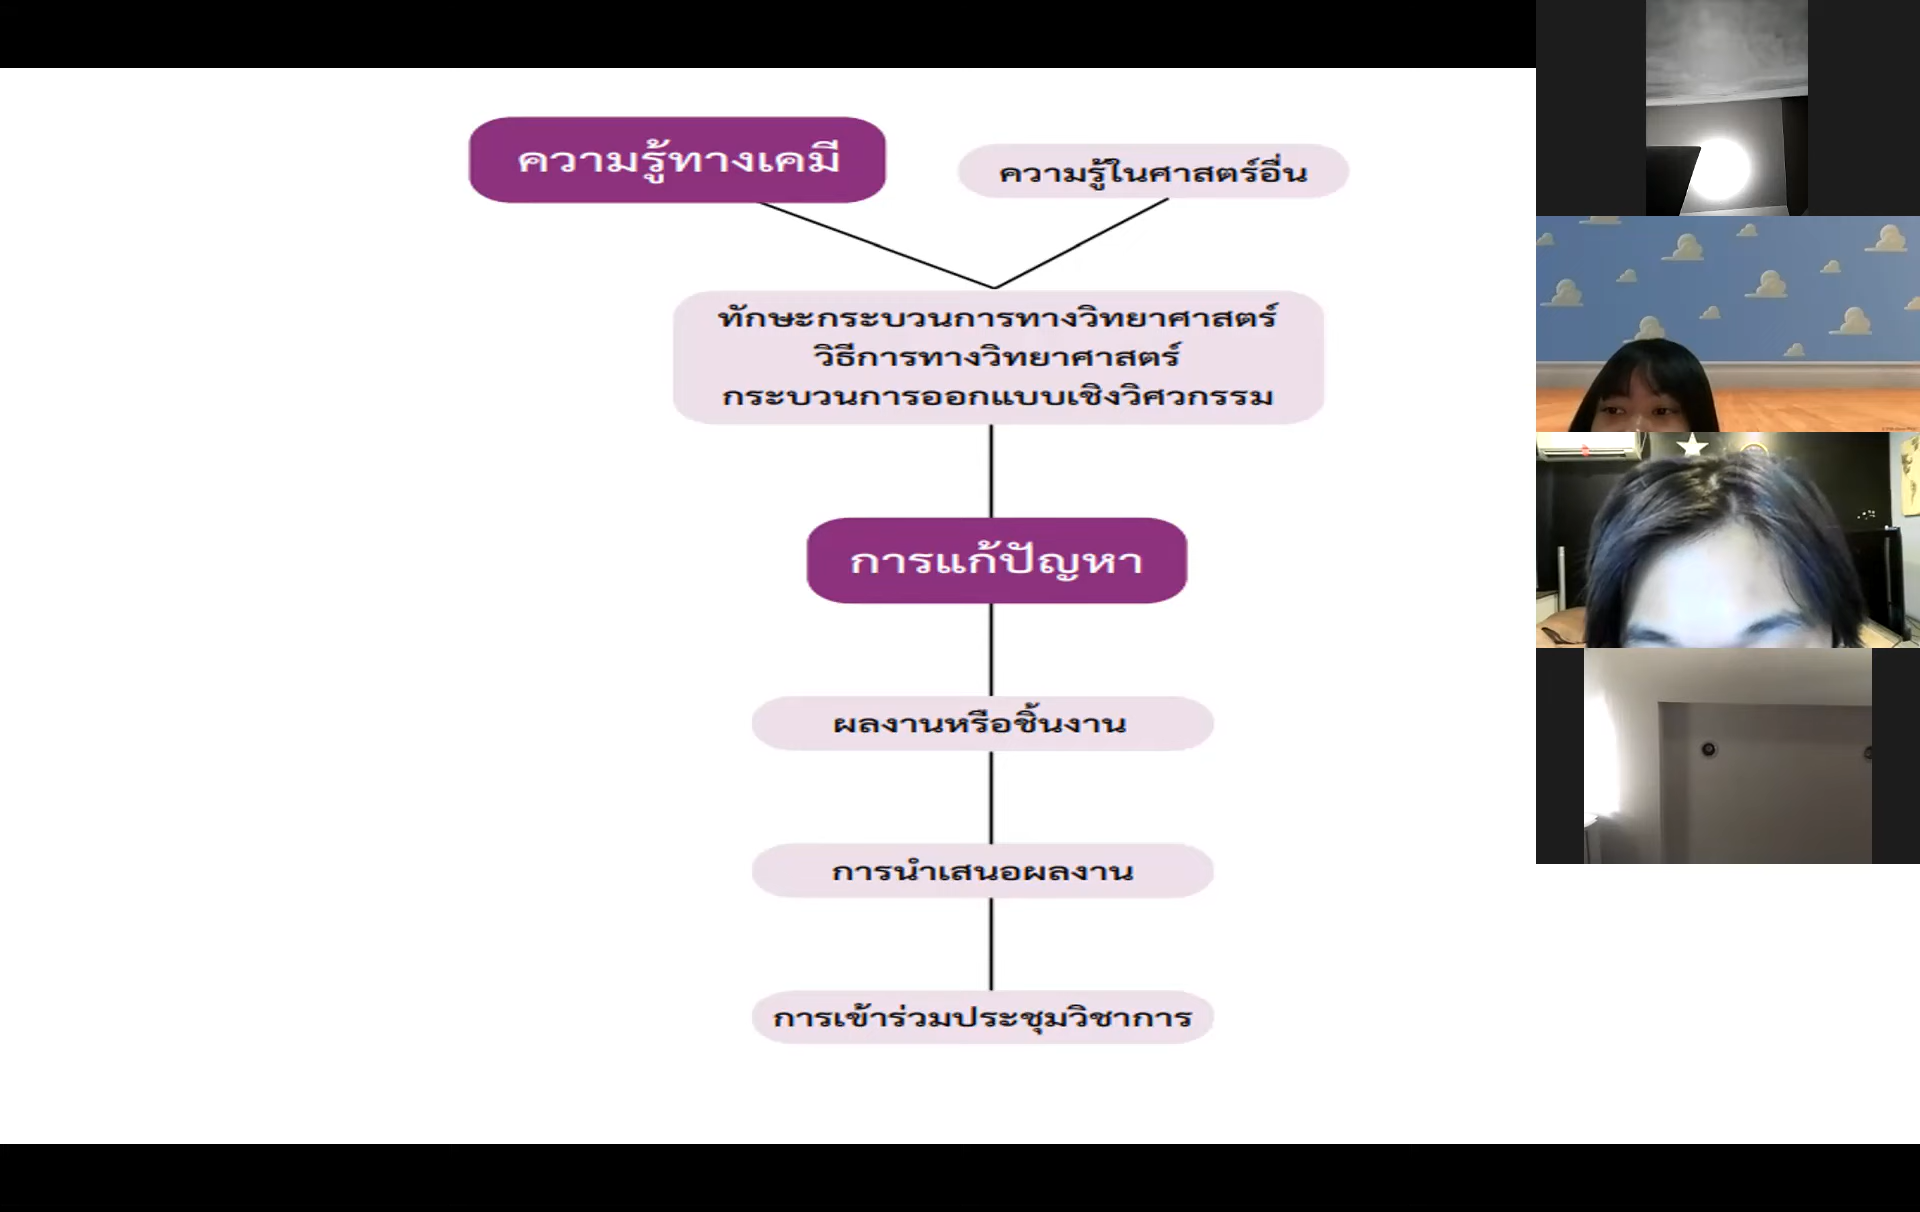 ความรู้ทางเคมี
ความรู้ในศาสตร์อื่น
ทักษะกระบวนการทางวิทยาศาสตร์
วิธีการทางวิทยาศาสตร์
กระบวนการออกแบบเชิงวิศวกรรม
การแก้ปัญหา
ผลงานหรือชิ้นงาน
การนำเสนอผลงาน
การเข้าร่วมประชุมวิชาการ